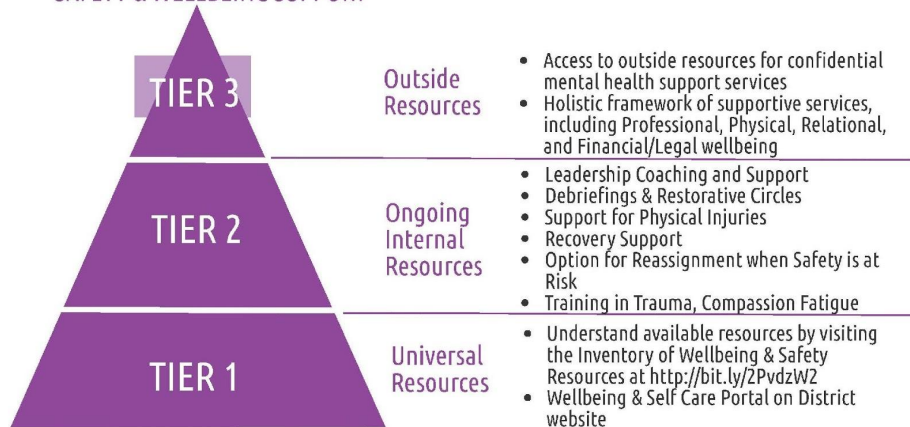 TIER 3
Outside
Resources
• Access to outside resources for confidential
mental health support services
• Holistic framework of supportive services,
including Professional, Physical, Relational,
and Financial/Legal wellbeing
TIER 2
Ongoing
Internal
Resources
• Leadership Coaching and Support
• Debriefings & Restorative Circles
• Support for Physical Injuries
• Recovery Support
• Option for Reassignment when Safety is at
Risk
• Training in Trauma, Compassion Fatigue
TIER 1
Universal
Resources
• Understand available resources by visiting
the Inventory of Wellbeing & Safety
Resources at http://bit.ly/2PvdzW2
• Wellbeing & Self Care Portal on District
website